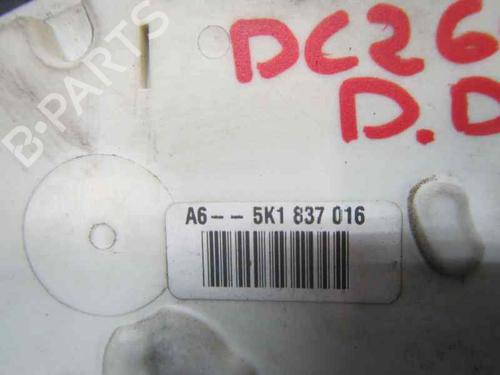 DC26
D.D
B-PARTS
A6-- 5K1 837 016